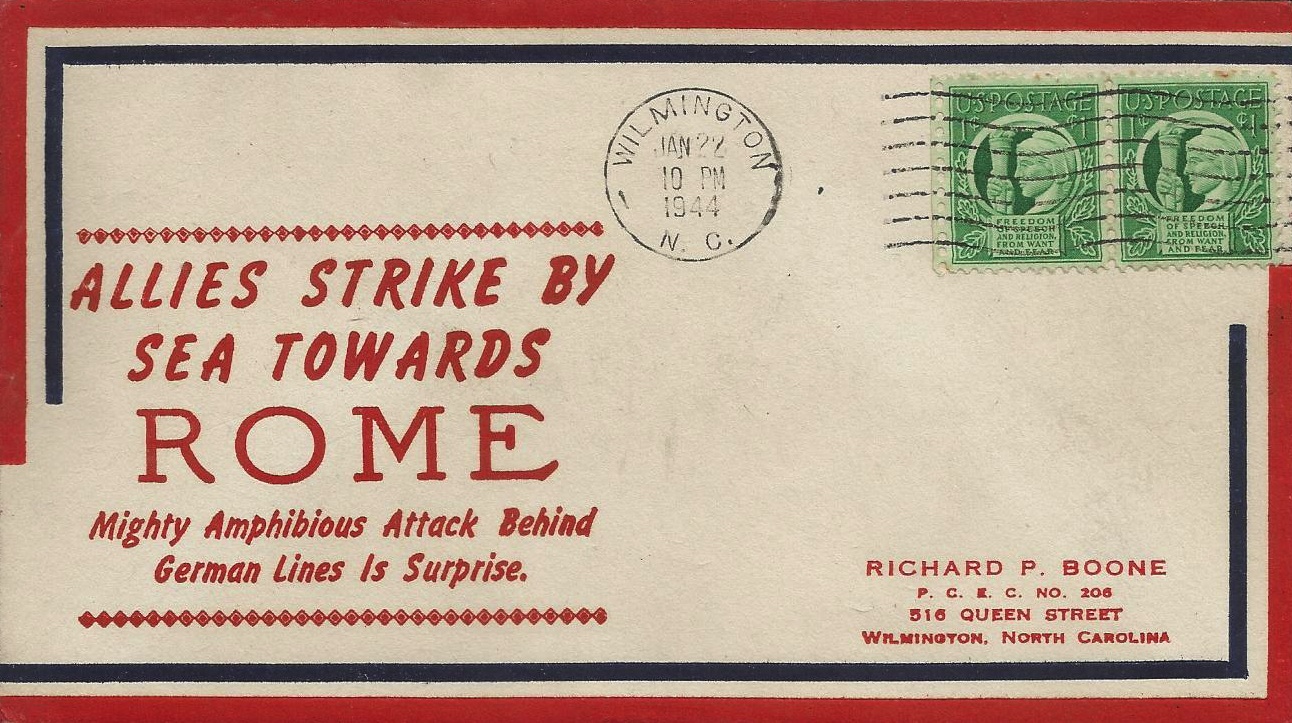 WILMINGTON
JAN 22
10 PM
1944
N. C.
U.S. POSTAGE
1¢ ¢1
FREEDOM
OF SPEECH
AND RELIGION,
FROM WANT
AND FEAR
U.S. POSTAGE
1¢ ¢1
FREEDOM
OF SPEECH
AND RELIGION,
FROM WANT
AND FEAR
ALLIES STRIKE BY
SEA TOWARDS
ROME
Mighty Amphibious Attack Behind
German Lines Is Surprise.
RICHARD P. BOONE
P. C. E. C. NO. 206
516 QUEEN STREET
WILMINGTON, NORTH CAROLINA